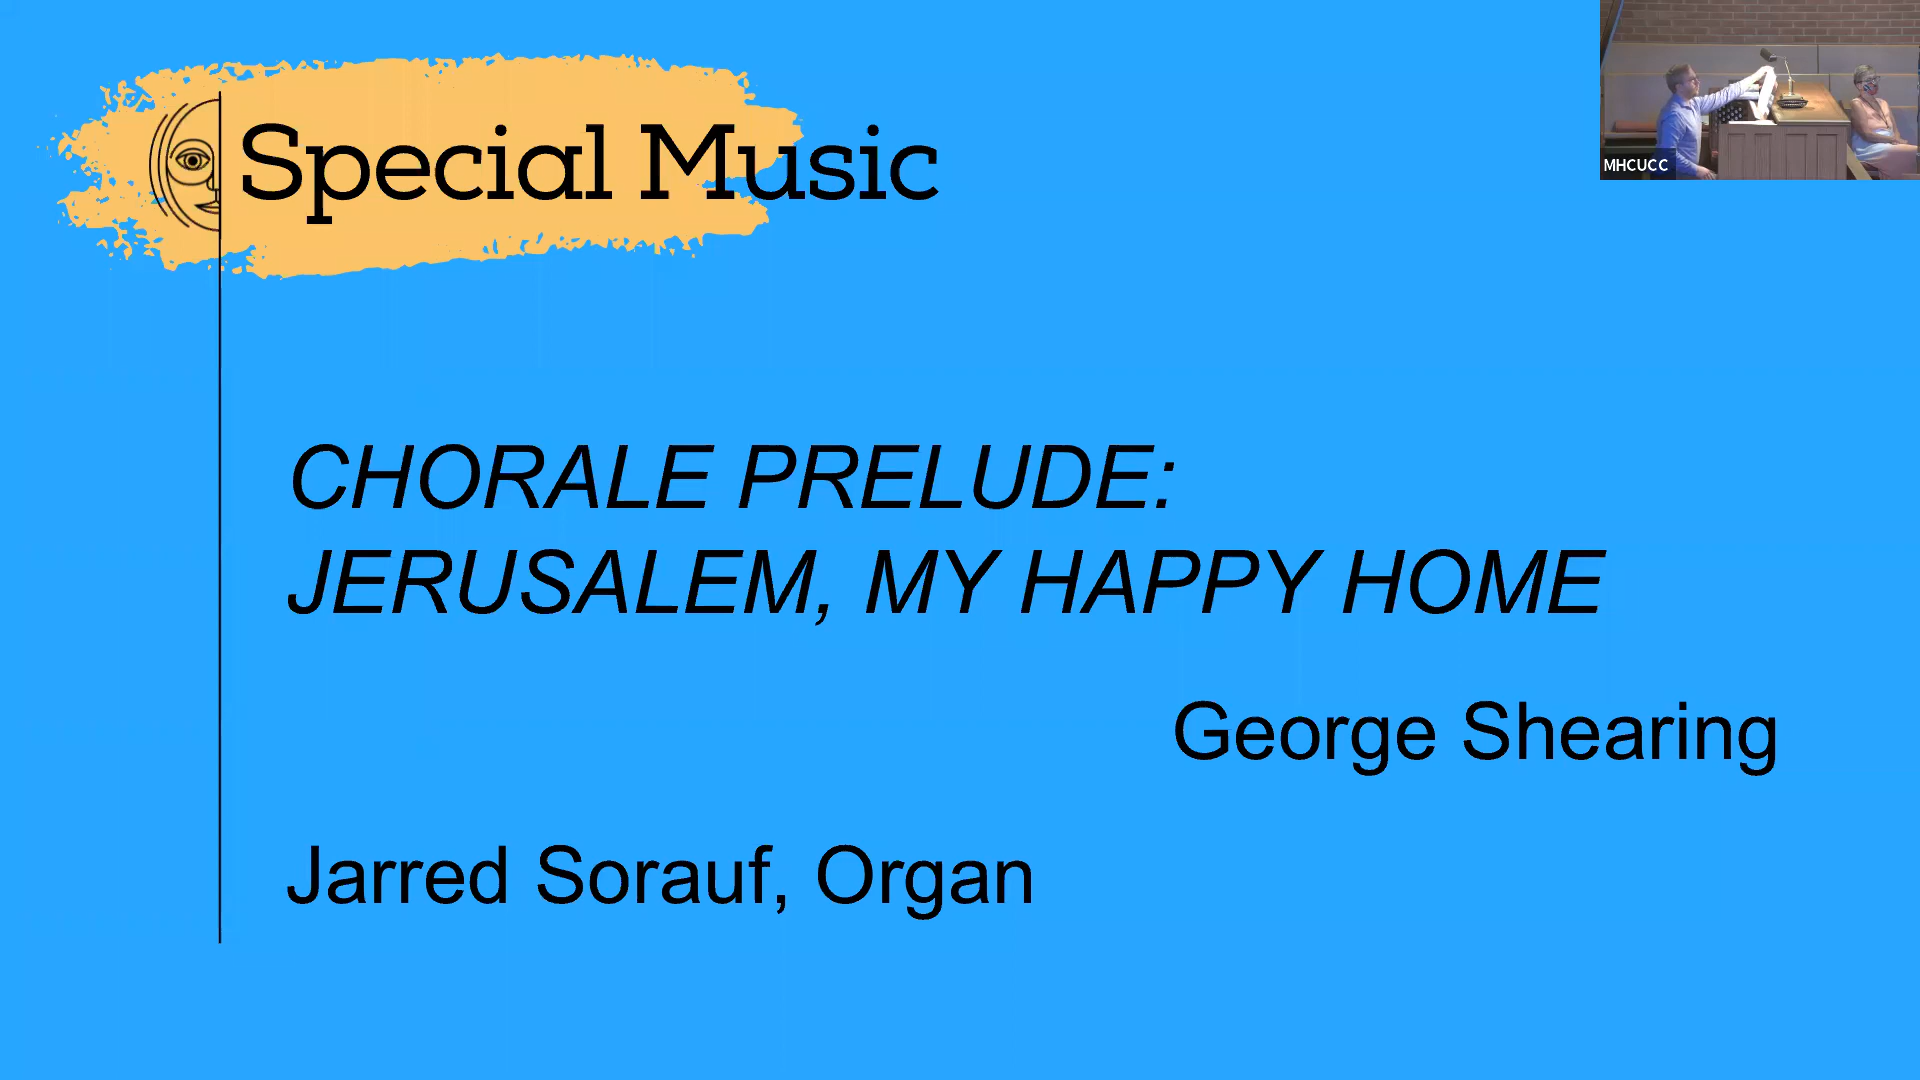 Special Music
MHCUCC
CHORALE PRELUDE:
JERUSALEM, MY HAPPY HOME
George Shearing
Jarred Sorauf, Organ